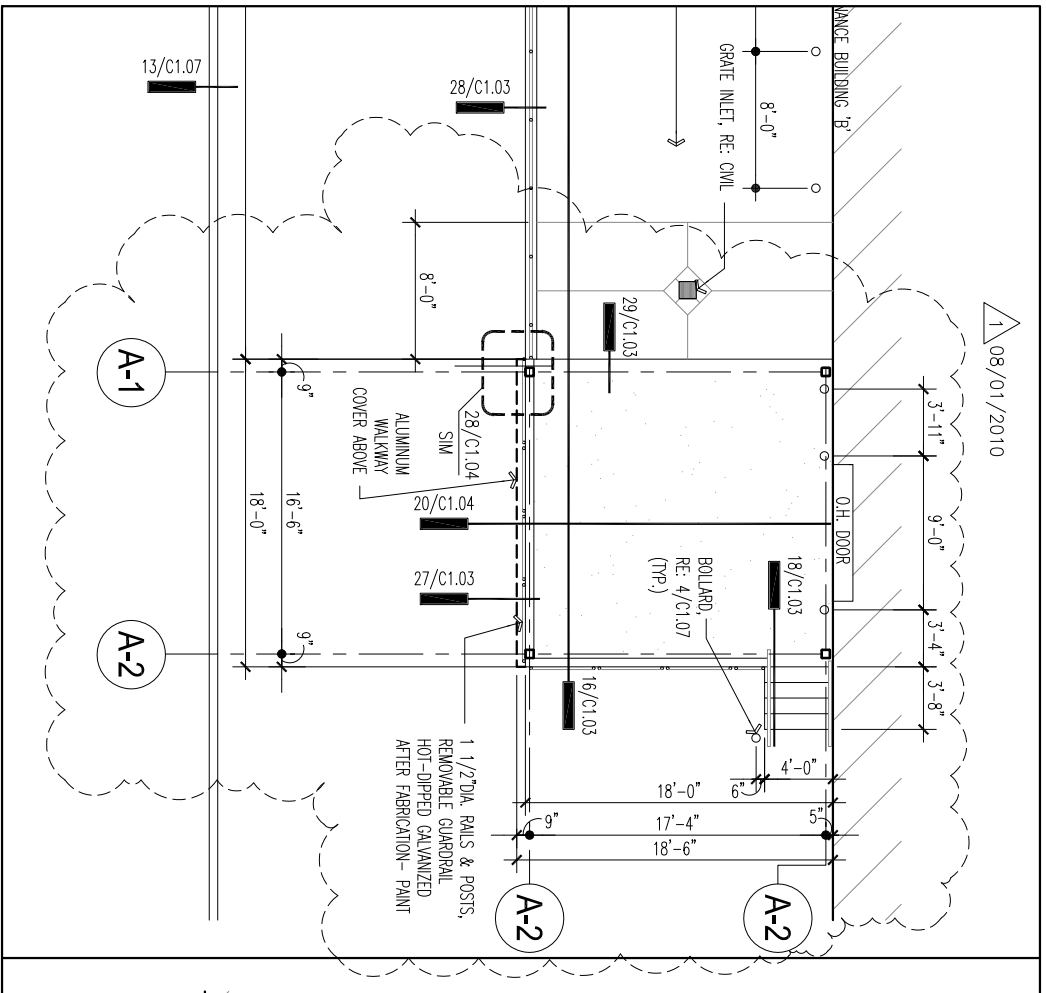 NANCE BUILDING 'B'
8'-0"
GRATE INLET, RE: CIVIL
28/C1.03
13/C1.07
1
08/01/2010
8'-0"
29/C1.03
3'-11"
9'-0"
3'-4"
3'-8"
O.H. DOOR
18/C1.03
BOLLARD,
RE: 4/C1.07
(TYP.)
28/C1.04
SIM
ALUMINUM
WALKWAY
COVER ABOVE
20/C1.04
27/C1.03
16/C1.03
9"
16'-6"
18'-0"
9"
A-1
A-2
1 1/2"DIA. RAILS & POSTS,
REMOVABLE GUARDRAIL
HOT-DIPPED GALVANIZED
AFTER FABRICATION- PAINT
4'-0"
6"
18'-0"
5"
17'-4"
9"
18'-6"
A-2
A-2